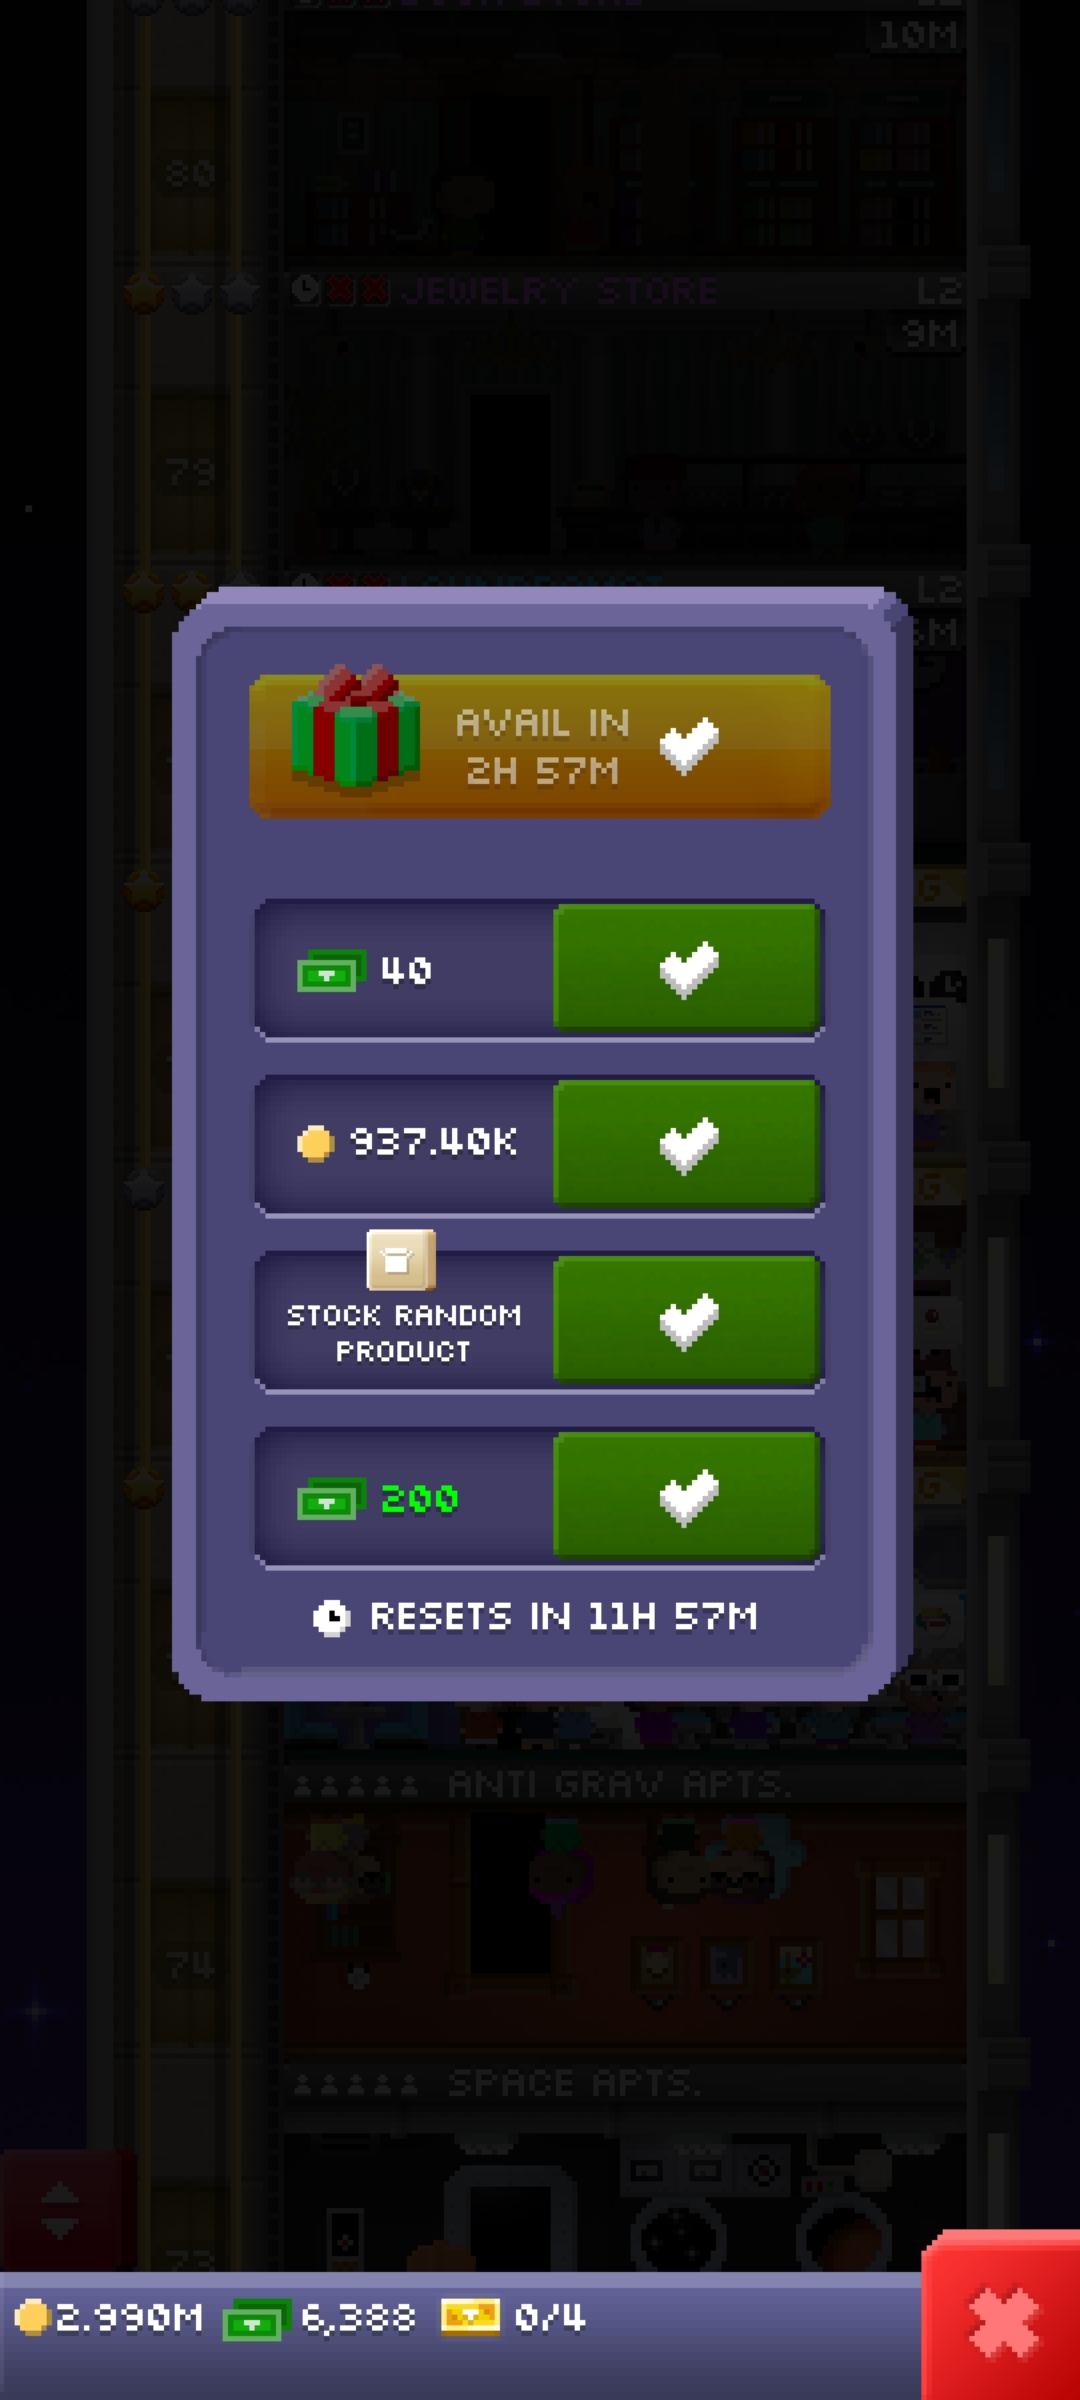 10M
80
JEWELRY STORE
L2
9M
79
L2
AVAIL IN
2H 57M
G
40
937.40K
G
STOCK RANDOM
PRODUCT
G
200
RESETS IN 11H 57M
ANTI GRAV APTS.
74
SPACE APTS.
73
2.990M 6,388 0/4